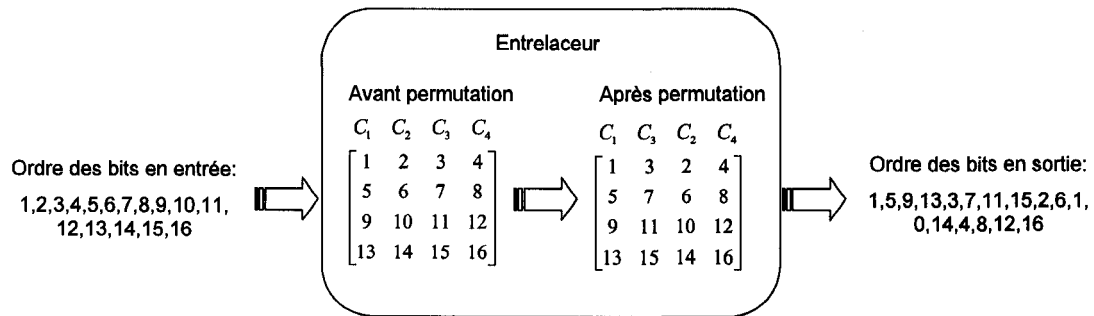 Entrelaceur
Ordre des bits en entrée:
1,2,3,4,5,6,7,8,9,10,11,
12,13,14,15,16
Avant permutation
C1 C2 C3 C4
1 2 3 4
5 6 7 8
9 10 11 12
13 14 15 16
Après permutation
C1 C3 C2 C4
1 3 2 4
5 7 6 8
9 11 10 12
13 15 14 16
Ordre des bits en sortie:
1,5,9,13,3,7,11,15,2,6,1,
0,14,4,8,12,16